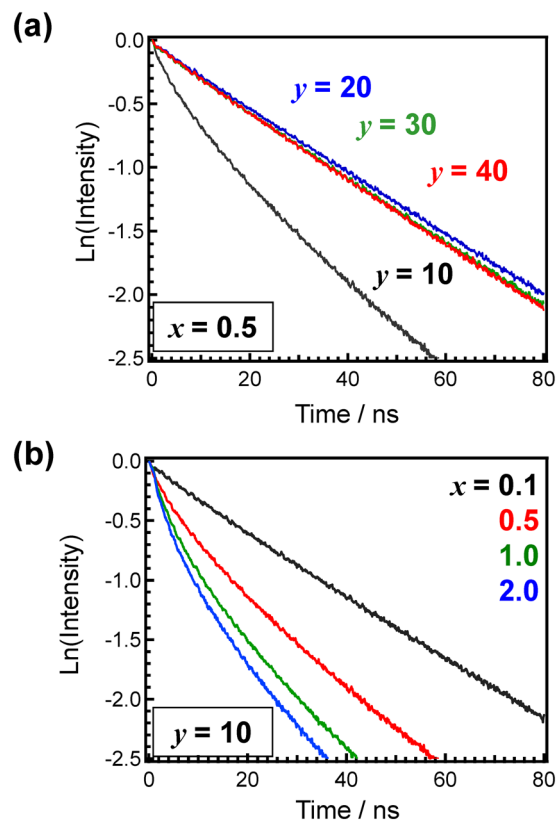 (a)
0.0
-0.5
-1.0
-1.5
-2.0
-2.5
Ln(Intensity)
y = 20
y = 30
y = 40
y = 10
x = 0.5
0 20 40 60 80
Time / ns
(b)
0.0
-0.5
-1.0
-1.5
-2.0
-2.5
Ln(Intensity)
x = 0.1
0.5
1.0
2.0
y = 10
0 20 40 60 80
Time / ns